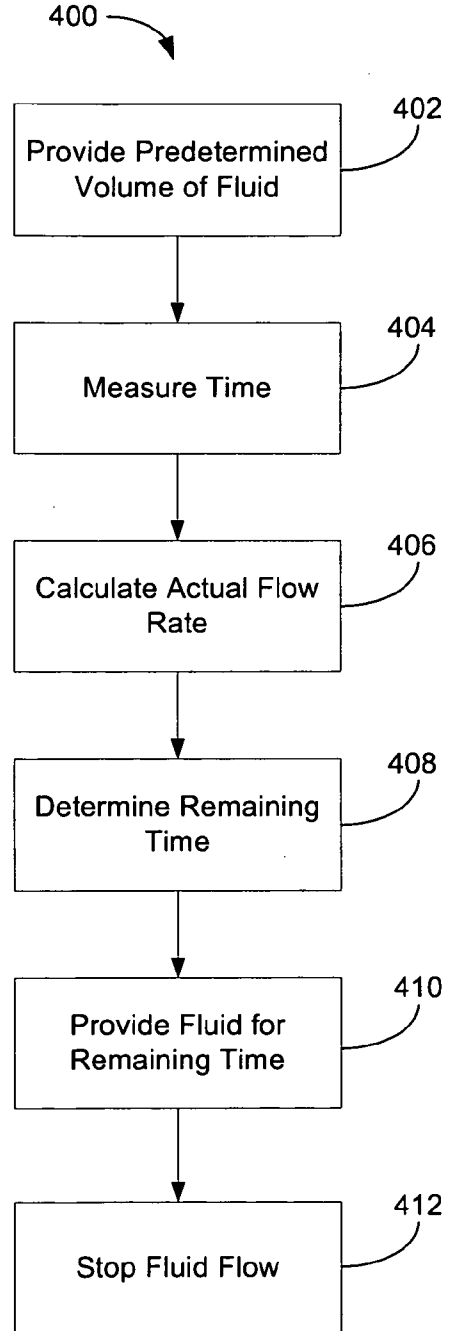 400
402
Provide Predetermined
Volume of Fluid
404
Measure Time
406
Calculate Actual Flow
Rate
408
Determine Remaining
Time
410
Provide Fluid for
Remaining Time
412
Stop Fluid Flow